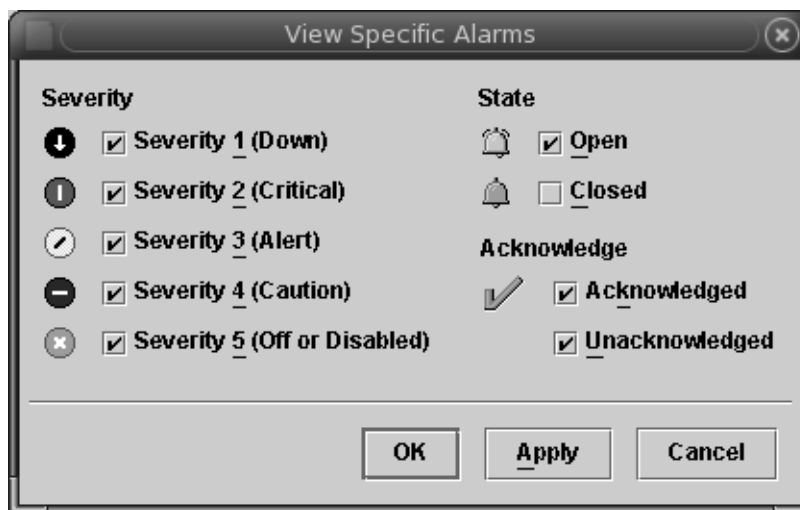 View Specific Alarms
Severity
Severity 1 (Down)
Severity 2 (Critical)
Severity 3 (Alert)
Severity 4 (Caution)
Severity 5 (Off or Disabled)
State
Open
Closed
Acknowledge
Acknowledged
Unacknowledged
OK
Apply
Cancel